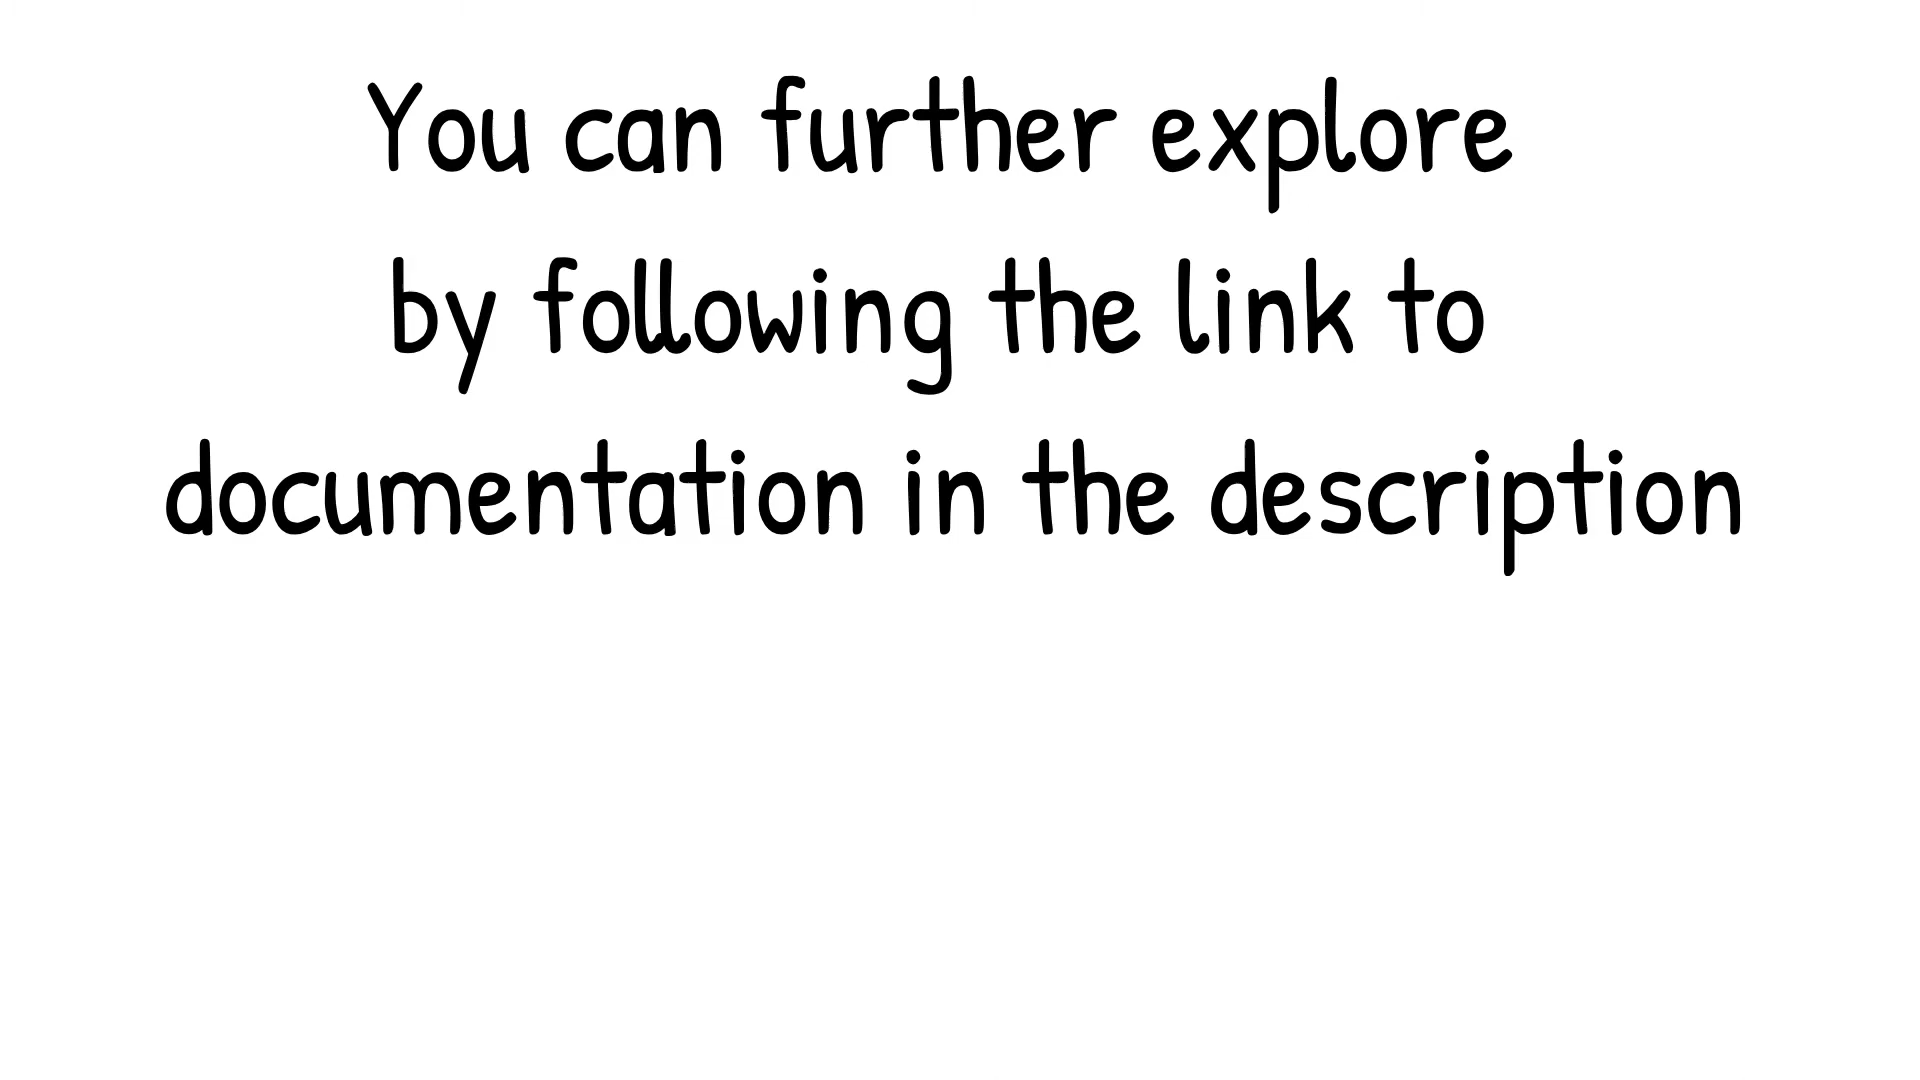 You can further explore
by following the link to
documentation in the description